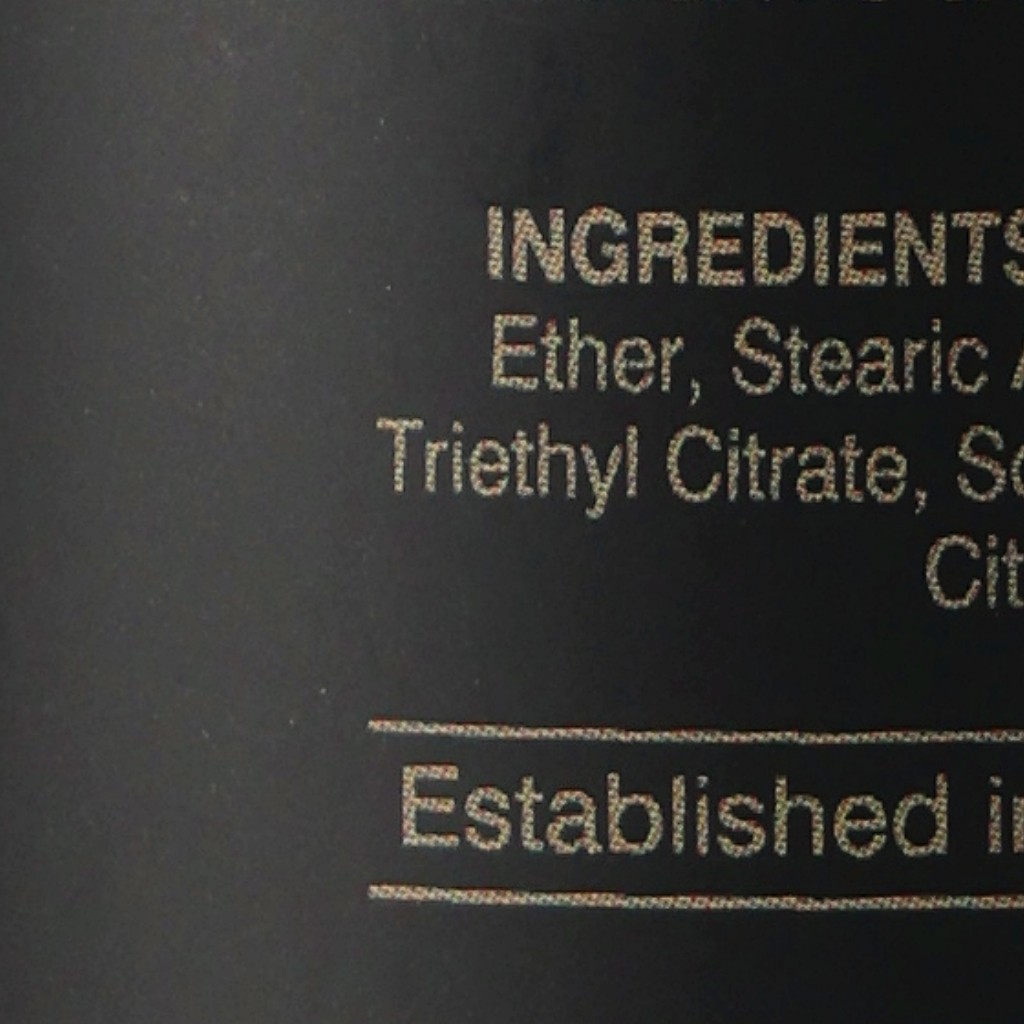 INGREDIENTS
Ether, Stearic
Triethyl Citrate,
Established